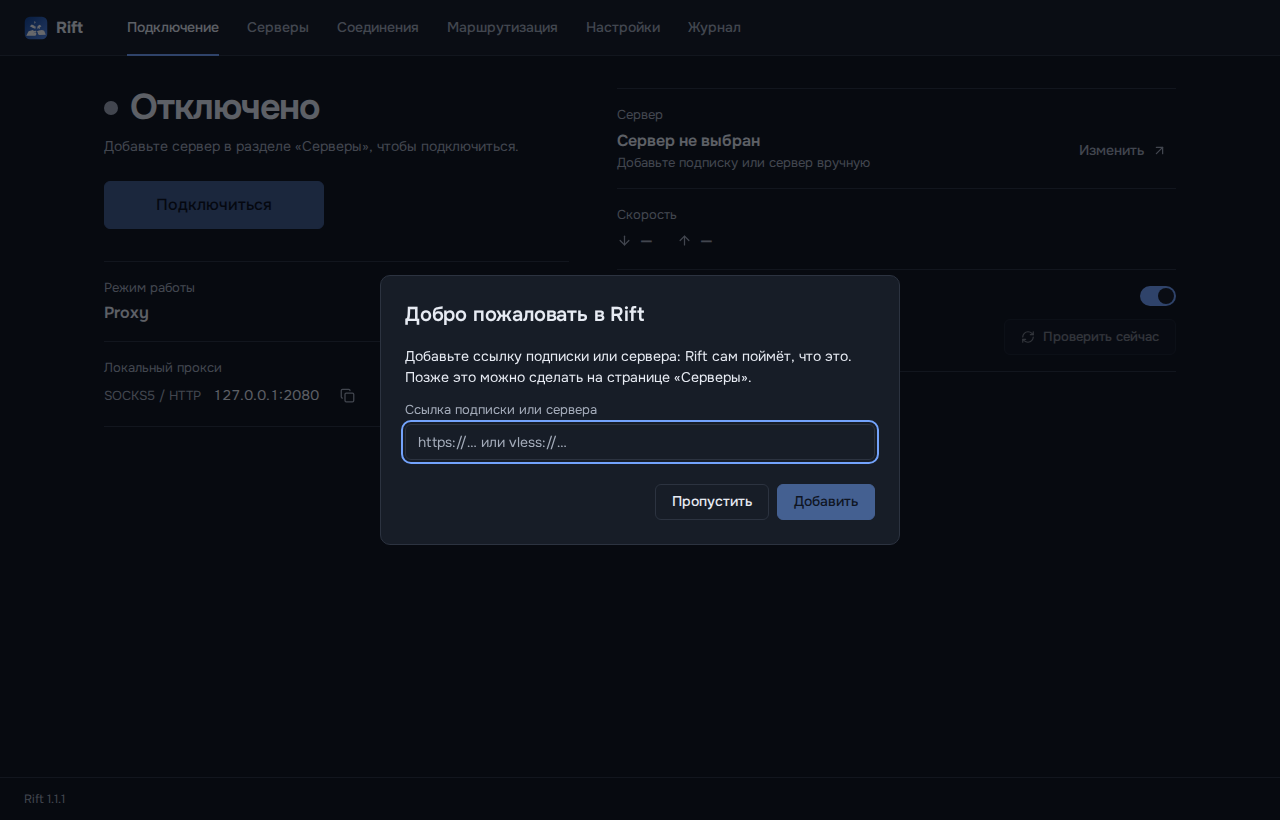 Rift
Подключение
Серверы
Соединения
Маршрутизация
Настройки
Журнал
Отключено
Добавьте сервер в разделе «Серверы», чтобы подключиться.
Подключиться
Режим работы
Proxy
Локальный прокси
SOCKS5 / HTTP 127.0.0.1:2080
Сервер
Сервер не выбран
Добавьте подписку или сервер вручную
Изменить
Скорость
— —
Проверить сейчас
Добро пожаловать в Rift
Добавьте ссылку подписки или сервера: Rift сам поймёт, что это.
Позже это можно сделать на странице «Серверы».
Ссылка подписки или сервера
https://... или vless://...
Пропустить
Добавить
Rift 1.1.1